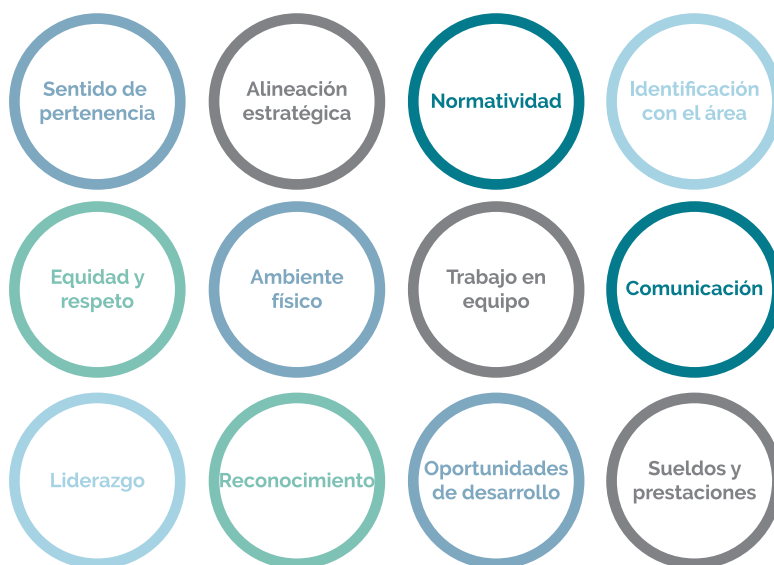 Sentido de
pertenencia
Alineación
estratégica
Normatividad
Identificación
con el área
Equidad y
respeto
Ambiente
físico
Trabajo en
equipo
Comunicación
Liderazgo
Reconocimiento
Oportunidades
de desarrollo
Sueldos y
prestaciones